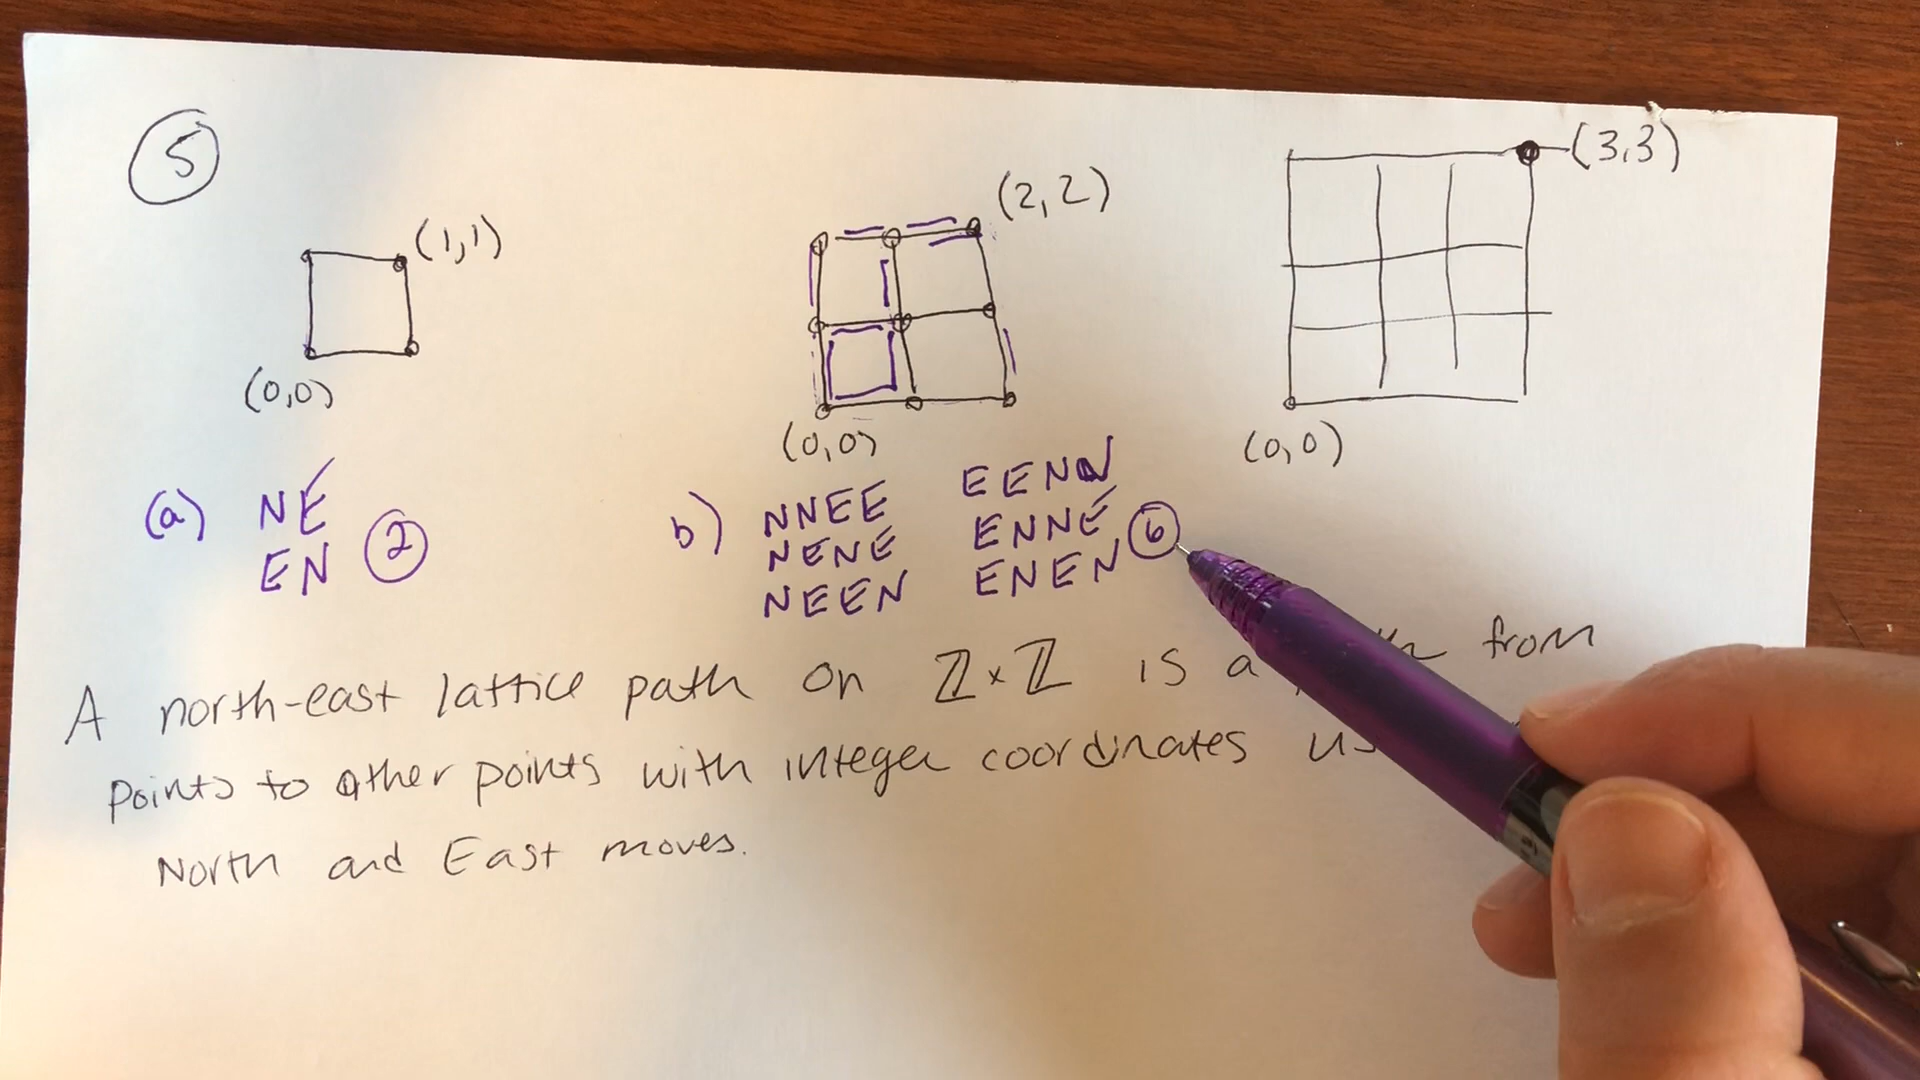 5
(1,1)
(0,0)
(2,2)
(0,0)
(3,3)
(0,0)
(a) NE
EN 2
b) NNEE EENN
NENE ENNE 6
NEEN ENEN
A north-east lattice path on ℤ×ℤ is a from
points to other points with integer coordinates
North and East moves.